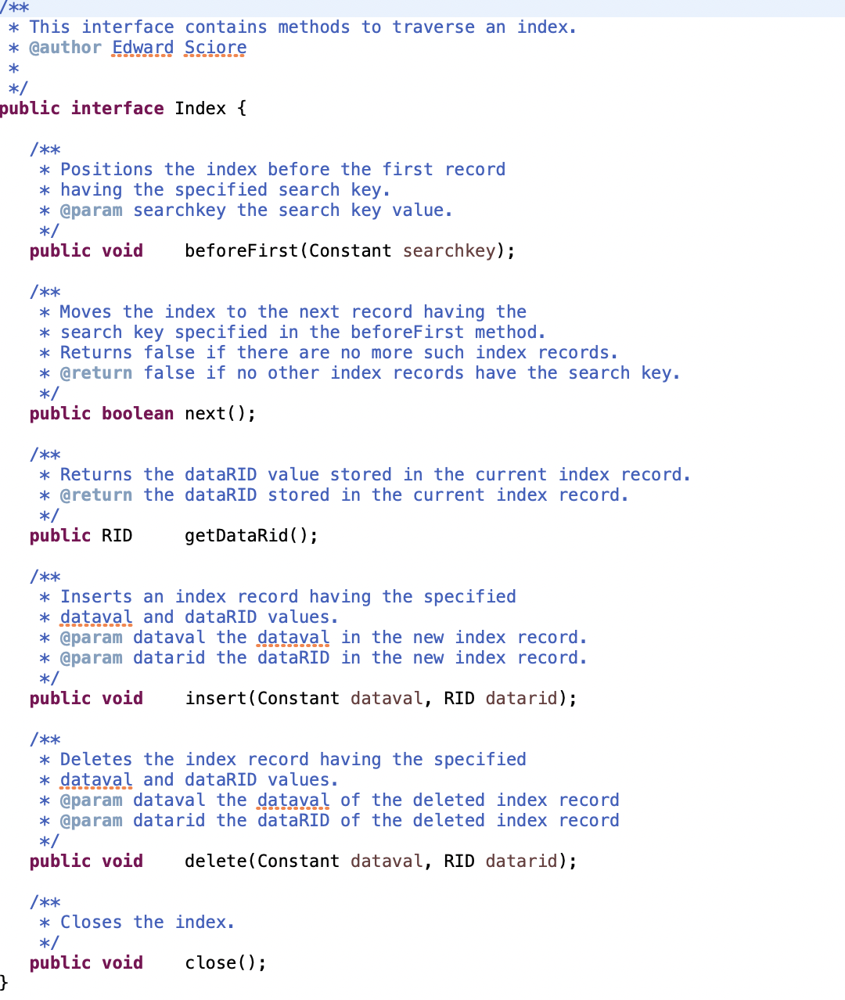 /**
 * This interface contains methods to traverse an index.
 * @author Edward Sciore
 *
 */
public interface Index {
   /**
    * Positions the index before the first record
    * having the specified search key.
    * @param searchkey the search key value.
    */
   public void    beforeFirst(Constant searchkey);
   /**
    * Moves the index to the next record having the
    * search key specified in the beforeFirst method.
    * Returns false if there are no more such index records.
    * @return false if no other index records have the search key.
    */
   public boolean next();
   /**
    * Returns the dataRID value stored in the current index record.
    * @return the dataRID stored in the current index record.
    */
   public RID     getDataRid();
   /**
    * Inserts an index record having the specified
    * dataval and dataRID values.
    * @param dataval the dataval in the new index record.
    * @param datarid the dataRID in the new index record.
    */
   public void    insert(Constant dataval, RID datarid);
   /**
    * Deletes the index record having the specified
    * dataval and dataRID values.
    * @param dataval the dataval of the deleted index record
    * @param datarid the dataRID of the deleted index record
    */
   public void    delete(Constant dataval, RID datarid);
   /**
    * Closes the index.
    */
   public void    close();
}